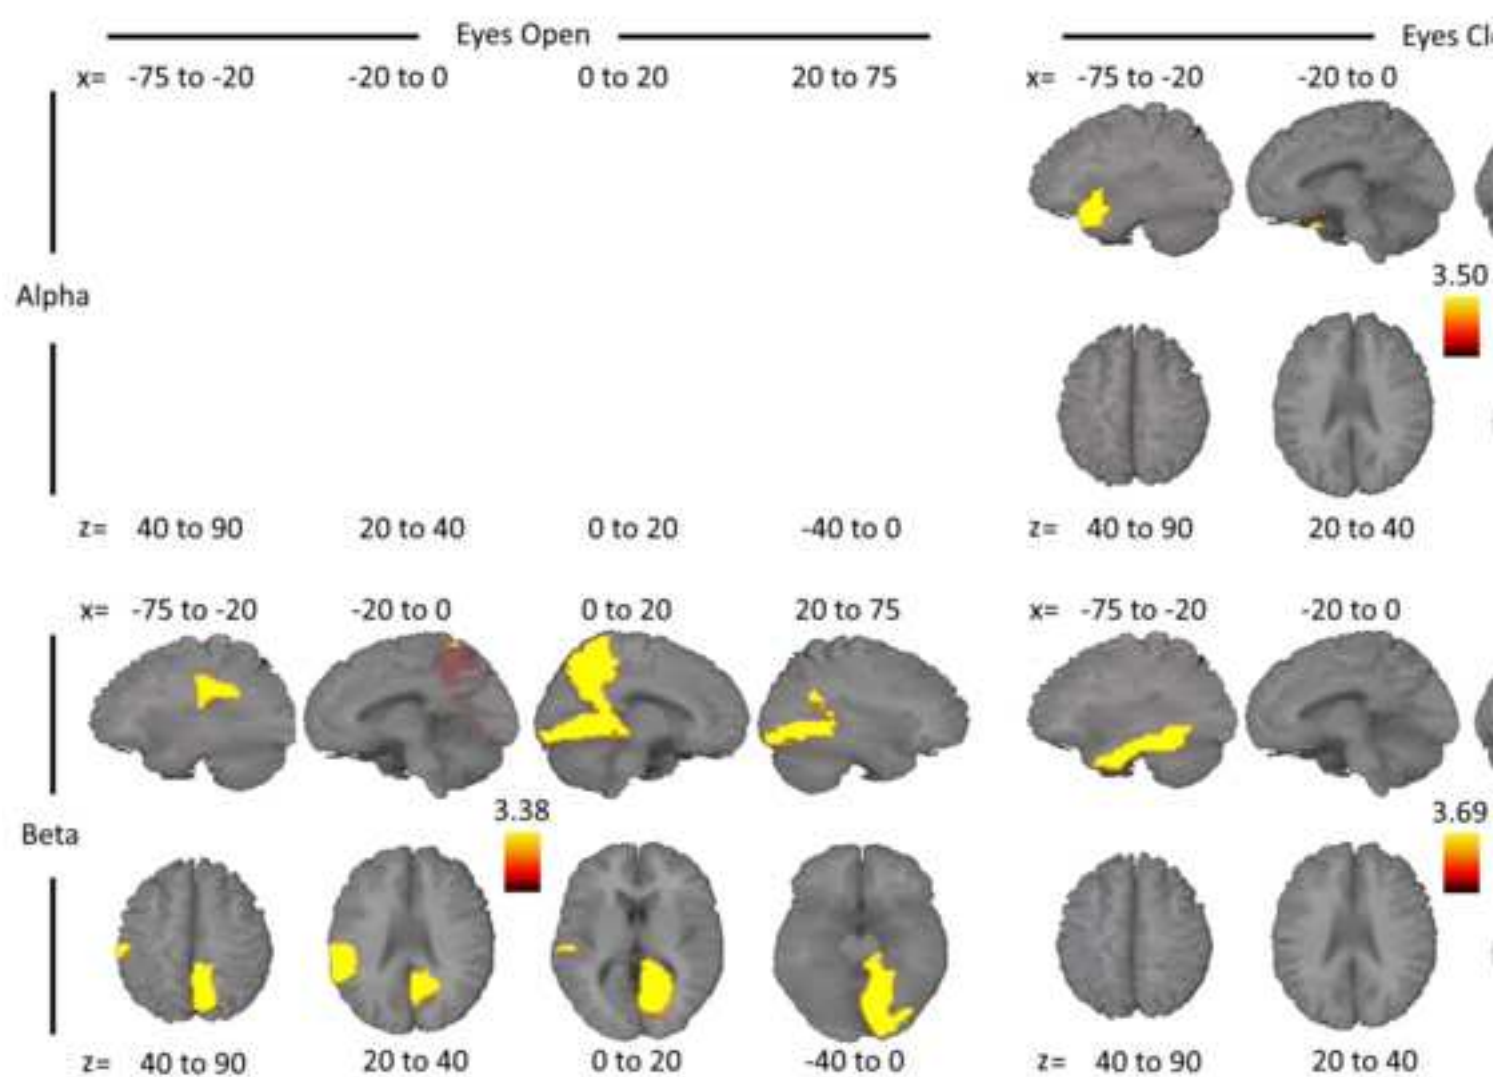 Eyes Open Eyes Cl
x= -75 to -20 -20 to 0 0 to 20 20 to 75 x= -75 to -20 -20 to 0
3.50
Alpha
z= 40 to 90 20 to 40 0 to 20 -40 to 0 z= 40 to 90 20 to 40
x= -75 to -20 -20 to 0 0 to 20 20 to 75 x= -75 to -20 -20 to 0
3.38 3.69
Beta
z= 40 to 90 20 to 40 0 to 20 -40 to 0 z= 40 to 90 20 to 40